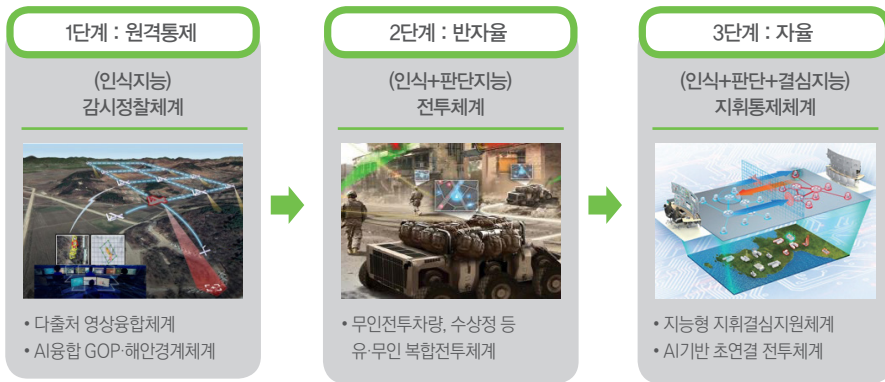 1단계 : 원격통제
(인식지능)
감시정찰체계
• 다출처 영상융합체계
• AI융합 GOP·해안경계체계
2단계 : 반자율
(인식+판단지능)
전투체계
• 무인전투차량, 수상정 등
유·무인 복합전투체계
3단계 : 자율
(인식+판단+결심지능)
지휘통제체계
• 지능형 지휘결심지원체계
• AI기반 초연결 전투체계